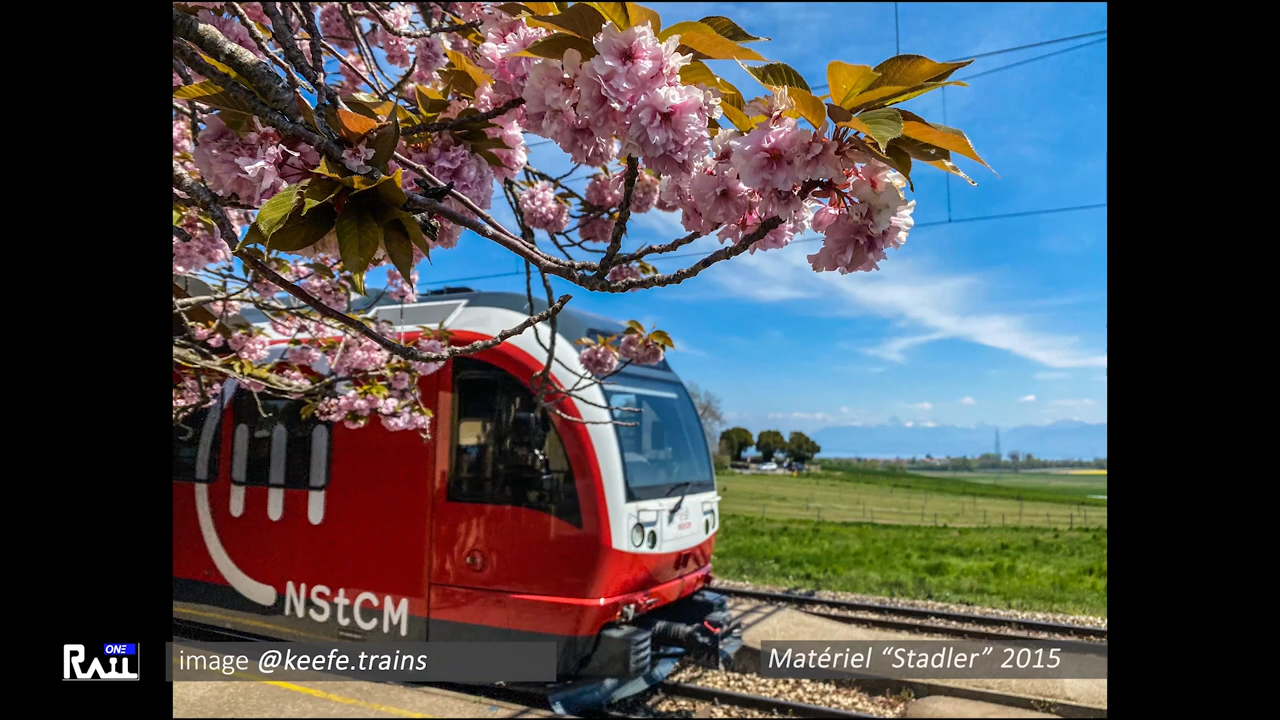 NStCM
ONE
RAIL
image @keefe.trains
Matériel “Stadler” 2015